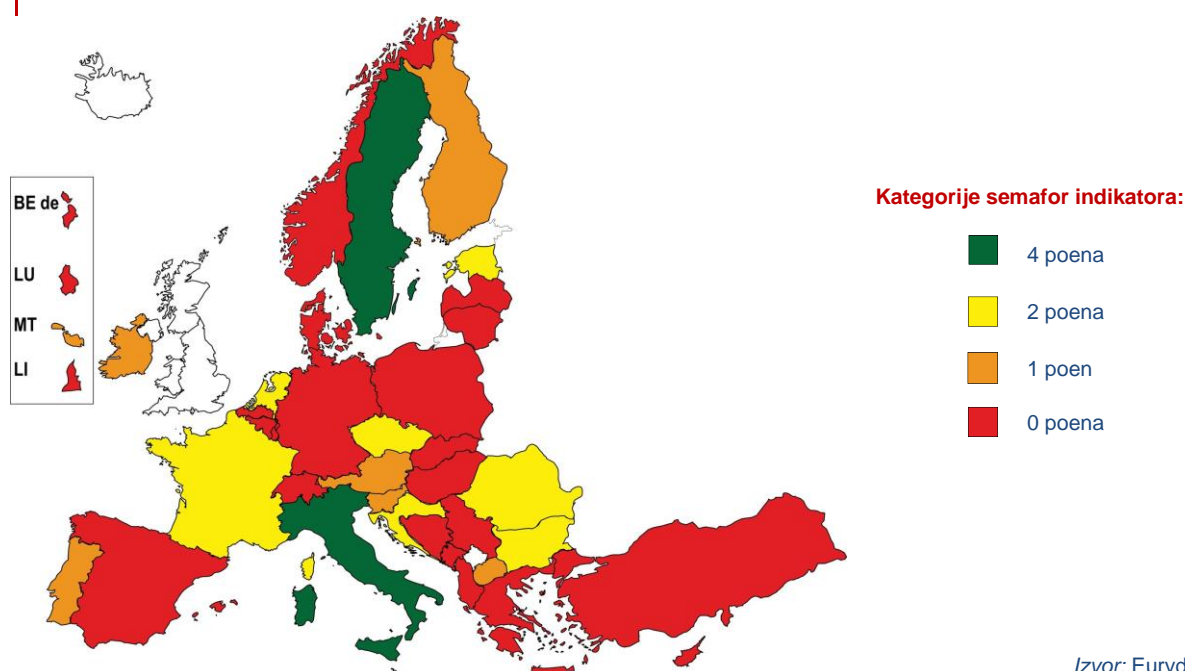 BE de
LU
MT
LI
Kategorije semafor indikatora:
4 poena
2 poena
1 poen
0 poena
Izvor: Euryd